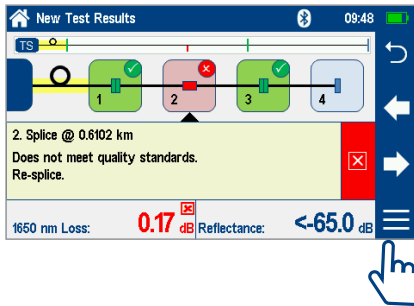 New Test Results 09:48
TS
1 2 3 4
2. Splice @ 0.6102 km
Does not meet quality standards.
Re-splice.
1650 nm Loss: 0.17 dB Reflectance: <-65.0 dB